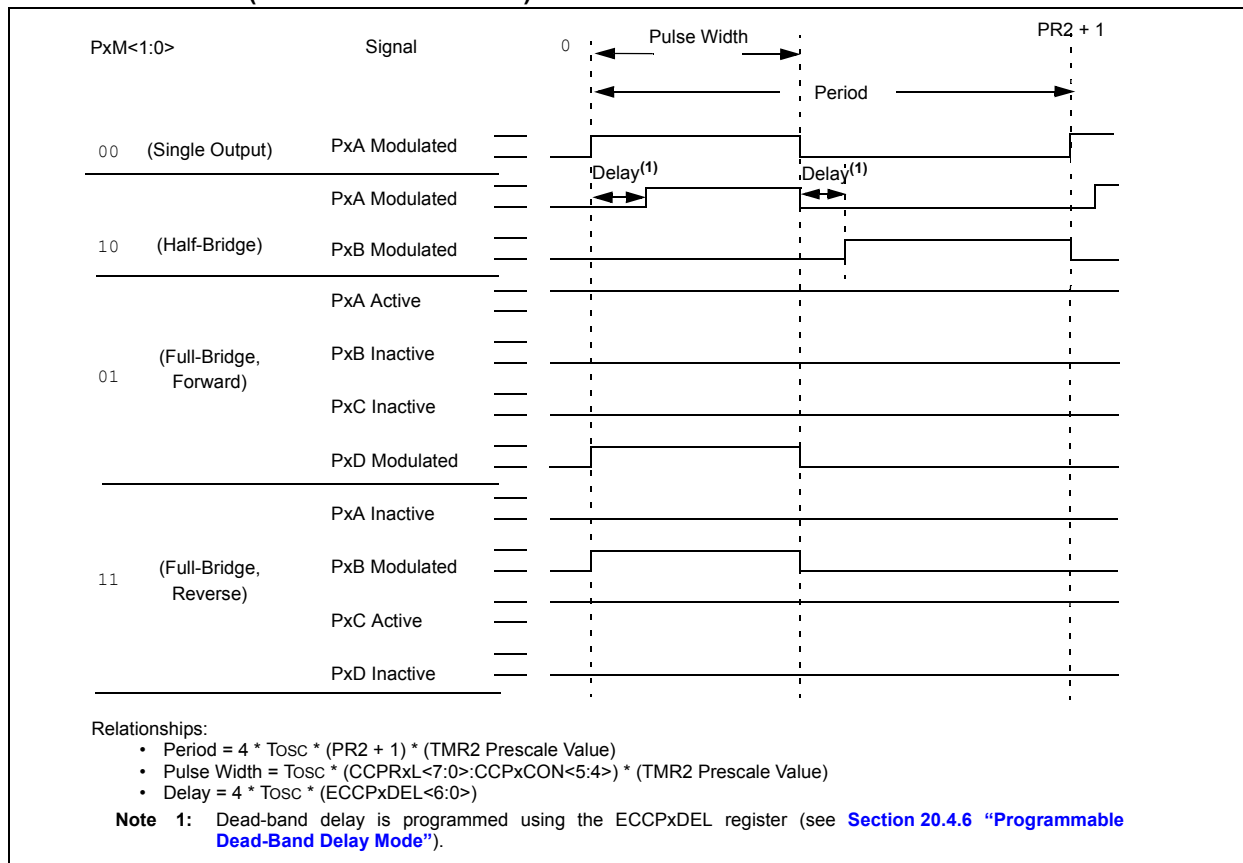 PxM<1:0> Signal 0 Pulse Width PR2 + 1
Period
00 (Single Output) PxA Modulated
Delay(1) Delay(1)
PxA Modulated
10 (Half-Bridge) PxB Modulated
PxA Active
PxB Inactive
01 (Full-Bridge,
Forward)
PxC Inactive
PxD Modulated
PxA Inactive
11 (Full-Bridge,
Reverse)
PxB Modulated
PxC Active
PxD Inactive
Relationships:
• Period = 4 * TOSC * (PR2 + 1) * (TMR2 Prescale Value)
• Pulse Width = TOSC * (CCPRxL<7:0>:CCPxCON<5:4>) * (TMR2 Prescale Value)
• Delay = 4 * TOSC * (ECCPxDEL<6:0>)
Note 1: Dead-band delay is programmed using the ECCPxDEL register (see Section 20.4.6 “Programmable
Dead-Band Delay Mode”).